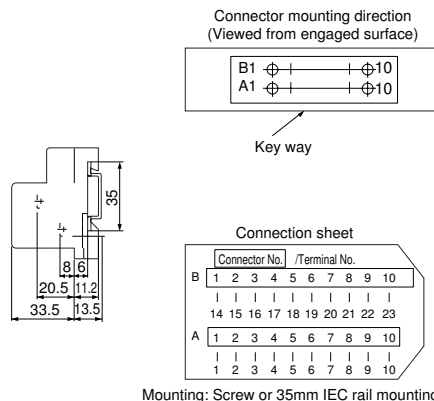 Connector mounting direction
(Viewed from engaged surface)
B1 10
A1 10
Key way
35
8 6
20.5 11.2
33.5 13.5
Connection sheet
Connector No. /Terminal No.
B 1 2 3 4 5 6 7 8 9 10
14 15 16 17 18 19 20 21 22 23
A 1 2 3 4 5 6 7 8 9 10
1 2 3 4 5 6 7 8 9 10
Mounting: Screw or 35mm IEC rail mounting